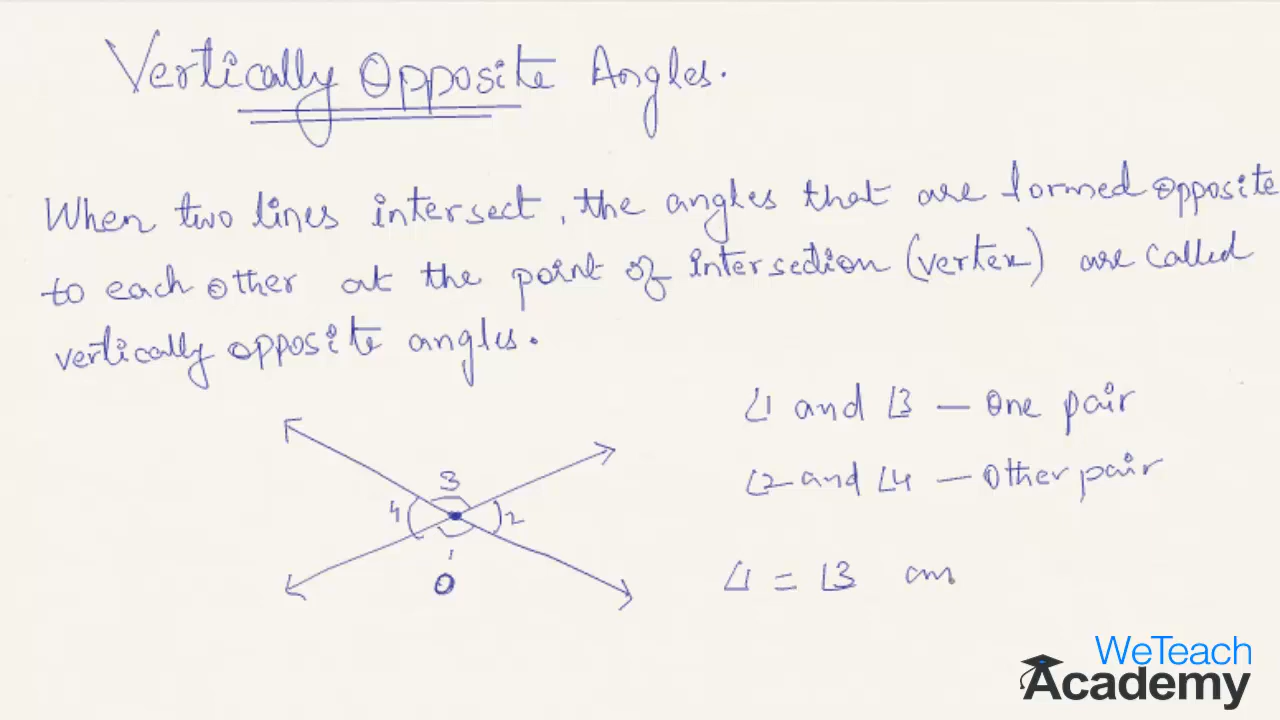 Vertically Opposite Angles.
When two lines intersect, the angles that are formed opposite
to each other at the point of intersection (vertex) are called
vertically opposite angles.
∠1 and ∠3 — One pair
∠2 and ∠4 — Other pair
3
4
2
1
O
∠1 = ∠3 an
WeTeach
Academy